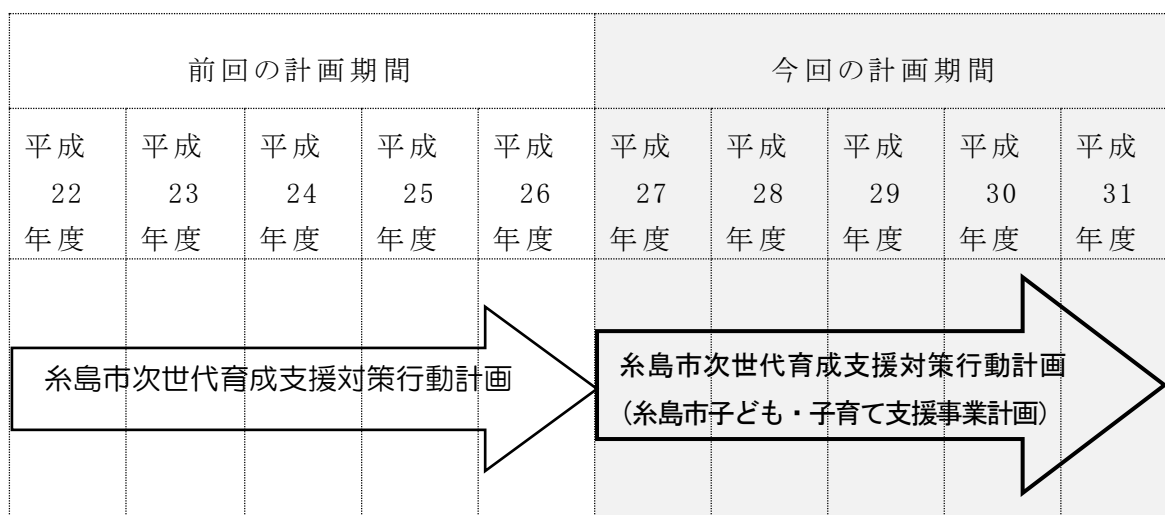 前回の計画期間
今回の計画期間
平成
22
年度
平成
23
年度
平成
24
年度
平成
25
年度
平成
26
年度
平成
27
年度
平成
28
年度
平成
29
年度
平成
30
年度
平成
31
年度
糸島市次世代育成支援対策行動計画
糸島市次世代育成支援対策行動計画
(糸島市子ども・子育て支援事業計画)